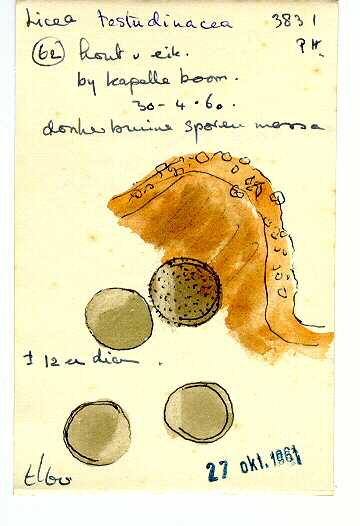 Licea testudinacea 3831
(62) hout v eik. PH.
by kapelle boom.
30-4.60.
donkerbruine sporen massa
± 12 diam.
27 okt. 1961